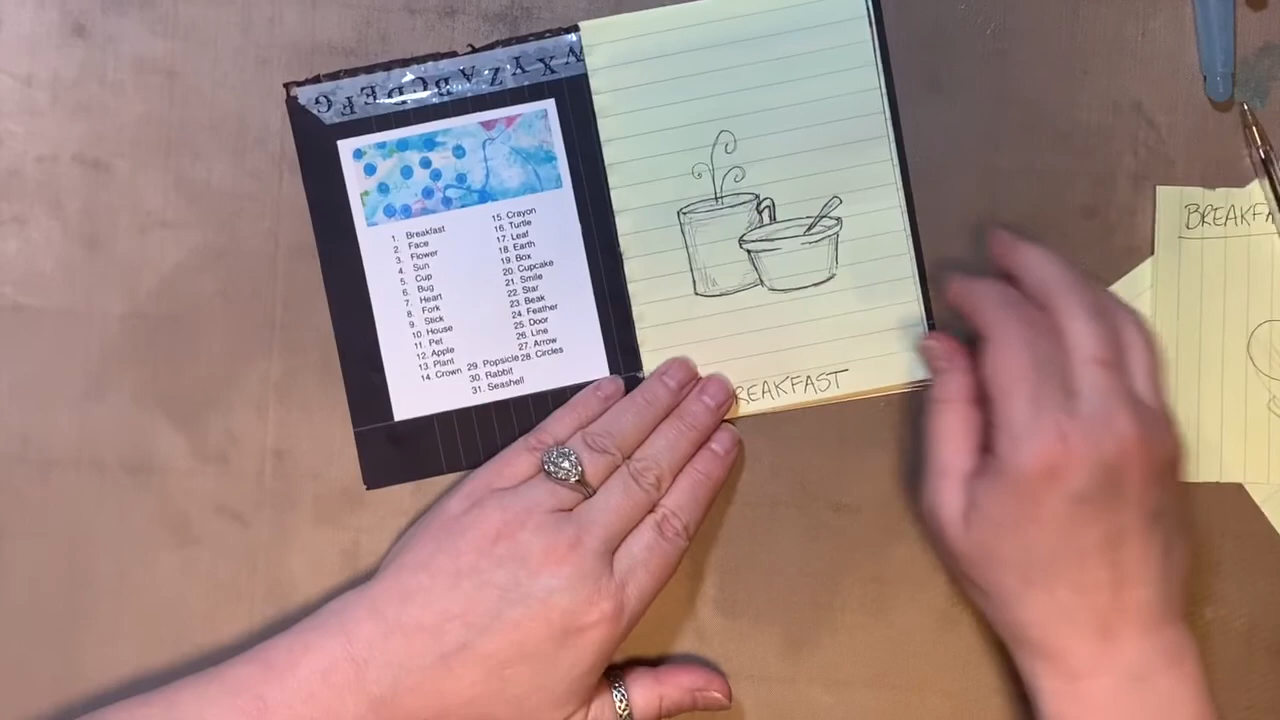 WXYZABCDEFG
1. Breakfast
2. Face
3. Flower
4. Sun
5. Cup
6. Bug
7. Heart
8. Fork
9. Stick
10. House
11. Pet
12. Apple
13. Plant
14. Crown
15. Crayon
16. Turtle
17. Leaf
18. Earth
19. Box
20. Cupcake
21. Smile
22. Star
23. Beak
24. Feather
25. Door
26. Line
27. Arrow
28. Circles
29. Popsicle
30. Rabbit
31. Seashell
REAKFAST
BREAKFA